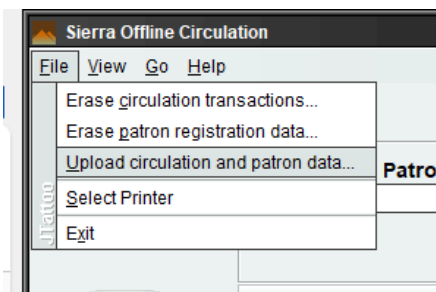 Sierra Offline Circulation
File View Go Help
Erase circulation transactions...
Erase patron registration data...
Upload circulation and patron data...
Patro
Select Printer
Exit
JTattoo